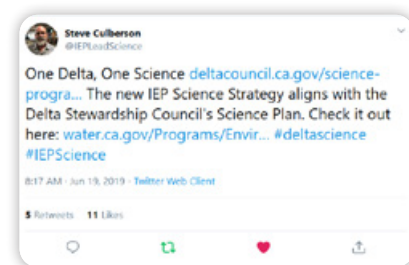 Steve Culberson
@IEPLeadScience
One Delta, One Science deltacouncil.ca.gov/science-
progra... The new IEP Science Strategy aligns with the
Delta Stewardship Council's Science Plan. Check it out
here: water.ca.gov/Programs/Envir... #deltascience
#IEPScience
8:17 AM · Jun 19, 2019 · Twitter Web Client
5 Retweets 11 Likes